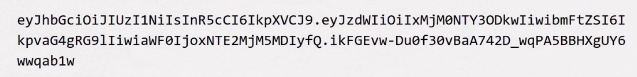 eyJhbGciOiJIUzI1NiIsInR5cCI6IkpXVCJ9.eyJzdWIiOiIxMjM0NTY3ODkwIiwibmFtZSI6I
kpvaG4gRG9lIiwiaWF0IjoxNTE2MjM5MDIyfQ.ikFGEvw-Du0f30vBaA742D_wqPA5BBHXgUY6
wwqab1w